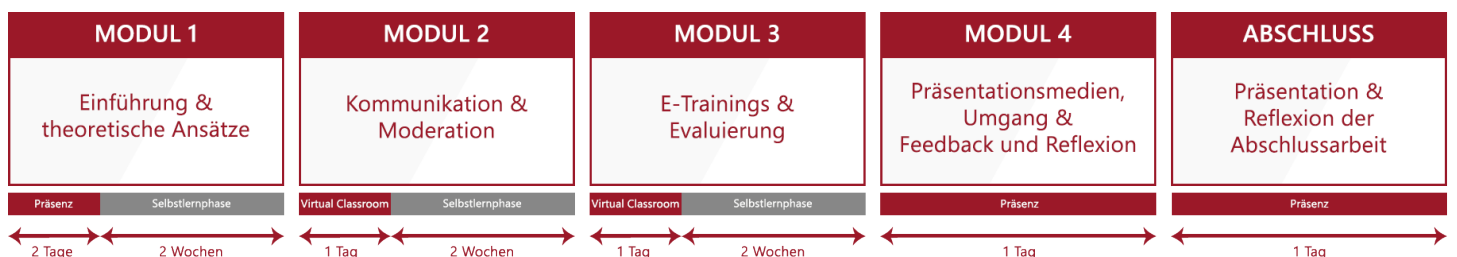 MODUL 1
Einführung &
theoretische Ansätze
Präsenz
Selbstlernphase
2 Tage
2 Wochen
MODUL 2
Kommunikation &
Moderation
Virtual Classroom
Selbstlernphase
1 Tag
2 Wochen
MODUL 3
E-Trainings &
Evaluierung
Virtual Classroom
Selbstlernphase
1 Tag
2 Wochen
MODUL 4
Präsentationsmedien,
Umgang &
Feedback und Reflexion
Präsenz
1 Tag
ABSCHLUSS
Präsentation &
Reflexion der
Abschlussarbeit
Präsenz
1 Tag